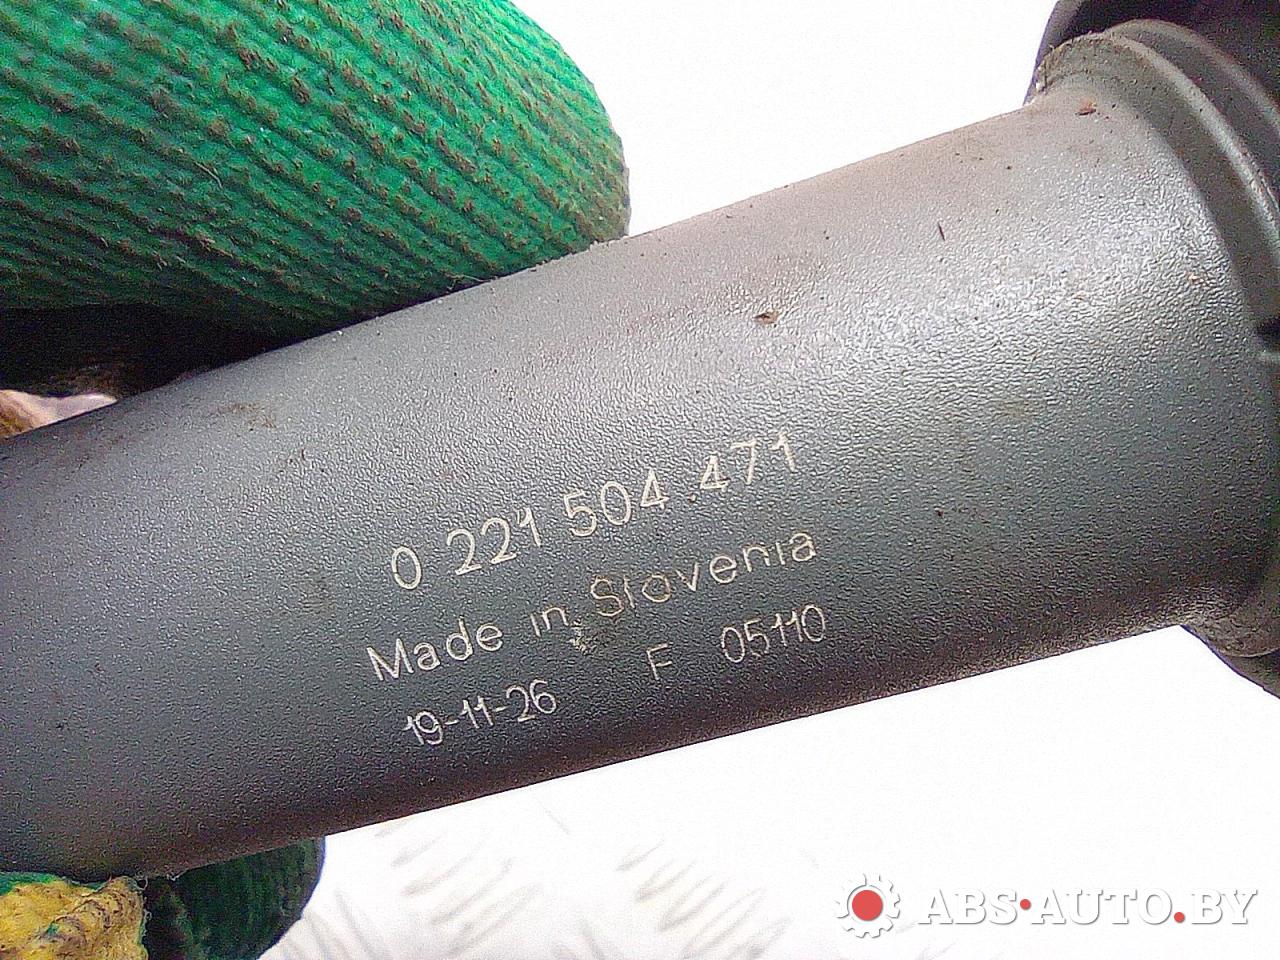 0 221 504 471
Made in Slovenia
19-11-26 F 05110
ABS·AUTO.BY